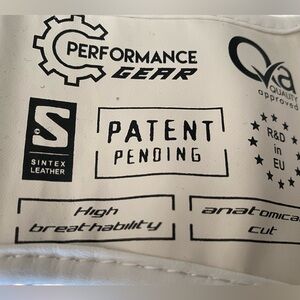 PERFORMANCE
GEAR
Qa
QUALITY
approved
S
SINTEX
LEATHER
PATENT
PENDING
R&D
in
EU
High
breathability
anatomical
cut